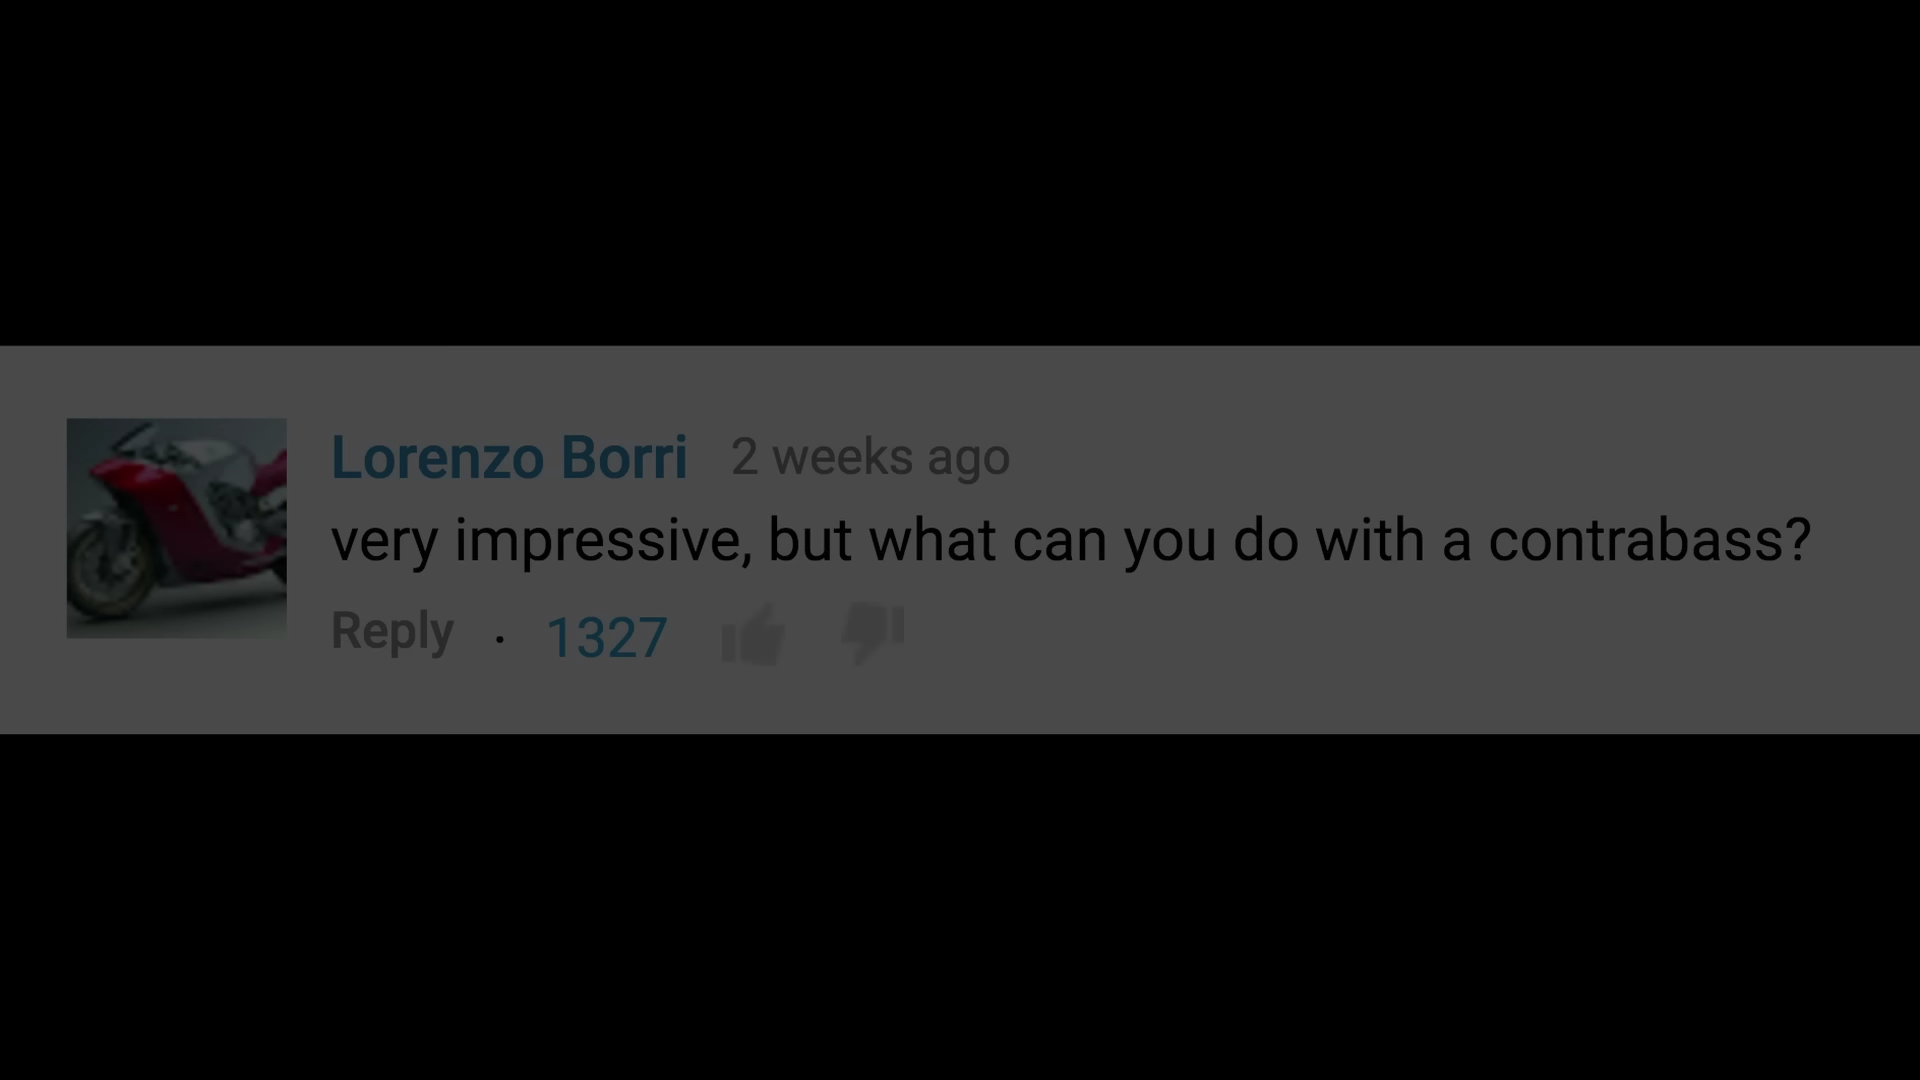 Lorenzo Borri 2 weeks ago
very impressive, but what can you do with a contrabass?
Reply · 1327